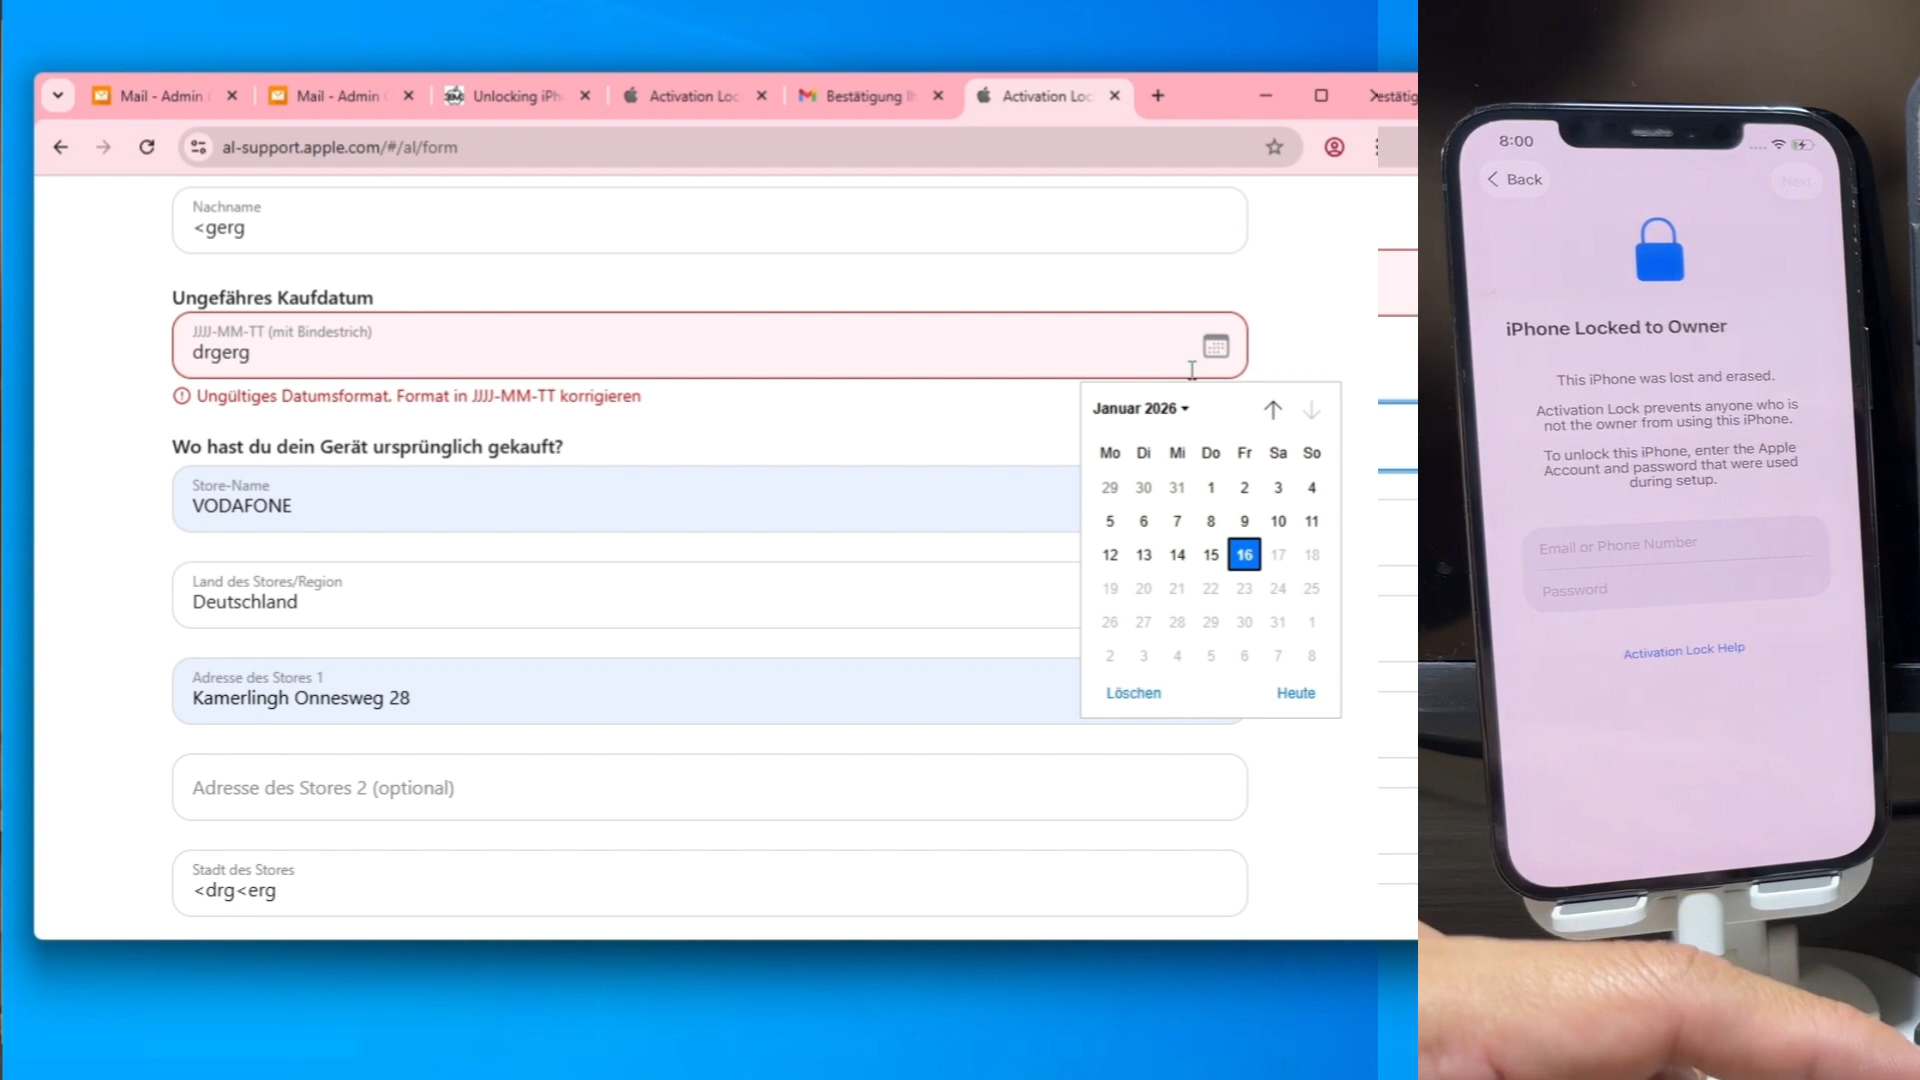 Mail - Admin
Mail - Admin
Unlocking iPh
Activation Loc
Bestätigung Ih
Activation Loc
estätig
al-support.apple.com/#/al/form
Nachname
<gerg
Ungefähres Kaufdatum
JJJJ-MM-TT (mit Bindestrich)
drgerg
Ungültiges Datumsformat. Format in JJJJ-MM-TT korrigieren
Wo hast du dein Gerät ursprünglich gekauft?
Store-Name
VODAFONE
Land des Stores/Region
Deutschland
Adresse des Stores 1
Kamerlingh Onnesweg 28
Adresse des Stores 2 (optional)
Stadt des Stores
<drg<erg
Januar 2026
Mo Di Mi Do Fr Sa So
29 30 31 1 2 3 4
5 6 7 8 9 10 11
12 13 14 15 16 17 18
19 20 21 22 23 24 25
26 27 28 29 30 31 1
2 3 4 5 6 7 8
Löschen Heute
8:00
Back Next
iPhone Locked to Owner
This iPhone was lost and erased.
Activation Lock prevents anyone who is
not the owner from using this iPhone.
To unlock this iPhone, enter the Apple
Account and password that were used
during setup.
Email or Phone Number
Password
Activation Lock Help